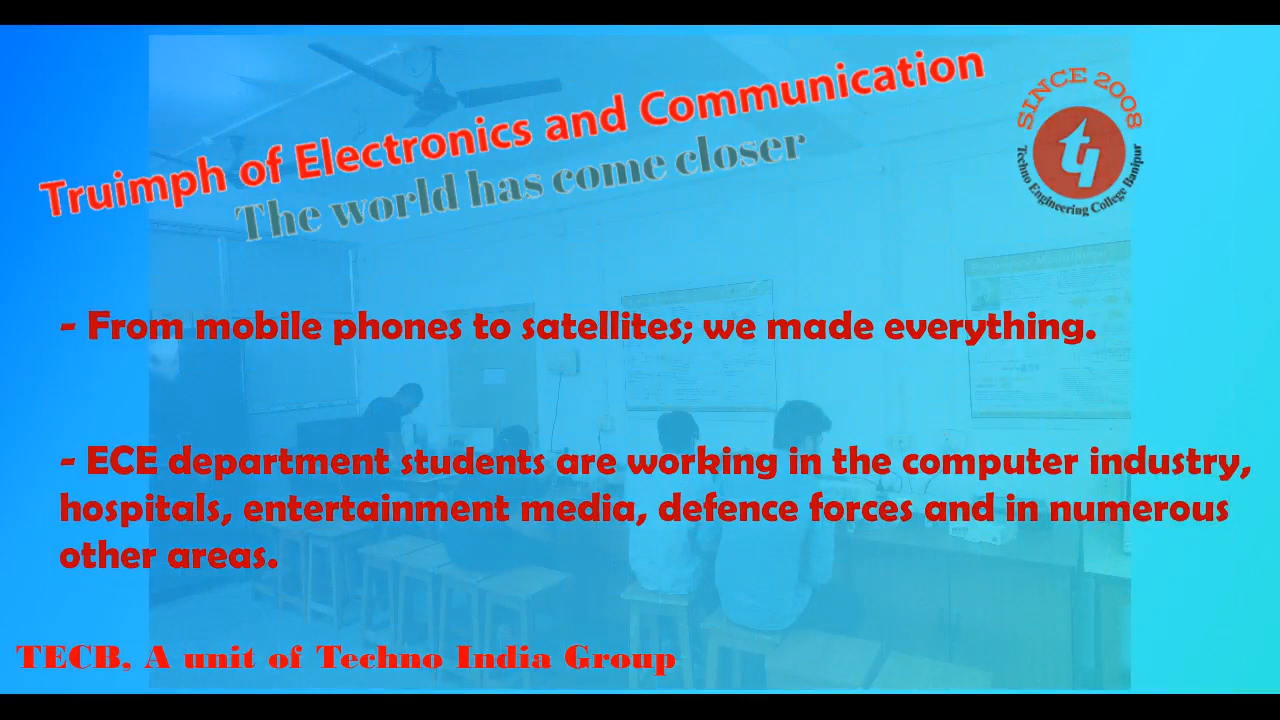 Truimph of Electronics and Communication
The world has come closer
SINCE 2008
Techno Engineering College Banipur
- From mobile phones to satellites; we made everything.
- ECE department students are working in the computer industry,
hospitals, entertainment media, defence forces and in numerous
other areas.
TECB, A unit of Techno India Group